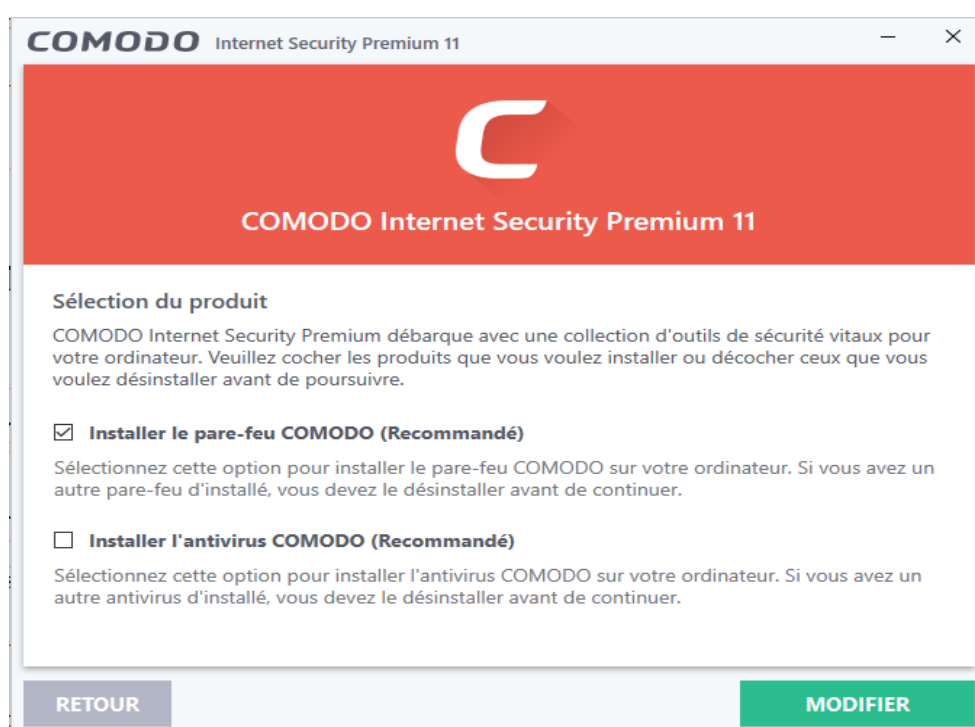 COMODO Internet Security Premium 11
COMODO Internet Security Premium 11
Sélection du produit
COMODO Internet Security Premium débarque avec une collection d'outils de sécurité vitaux pour
votre ordinateur. Veuillez cocher les produits que vous voulez installer ou décocher ceux que vous
voulez désinstaller avant de poursuivre.
Installer le pare-feu COMODO (Recommandé)
Sélectionnez cette option pour installer le pare-feu COMODO sur votre ordinateur. Si vous avez un
autre pare-feu d'installé, vous devez le désinstaller avant de continuer.
Installer l'antivirus COMODO (Recommandé)
Sélectionnez cette option pour installer l'antivirus COMODO sur votre ordinateur. Si vous avez un
autre antivirus d'installé, vous devez le désinstaller avant de continuer.
RETOUR
MODIFIER